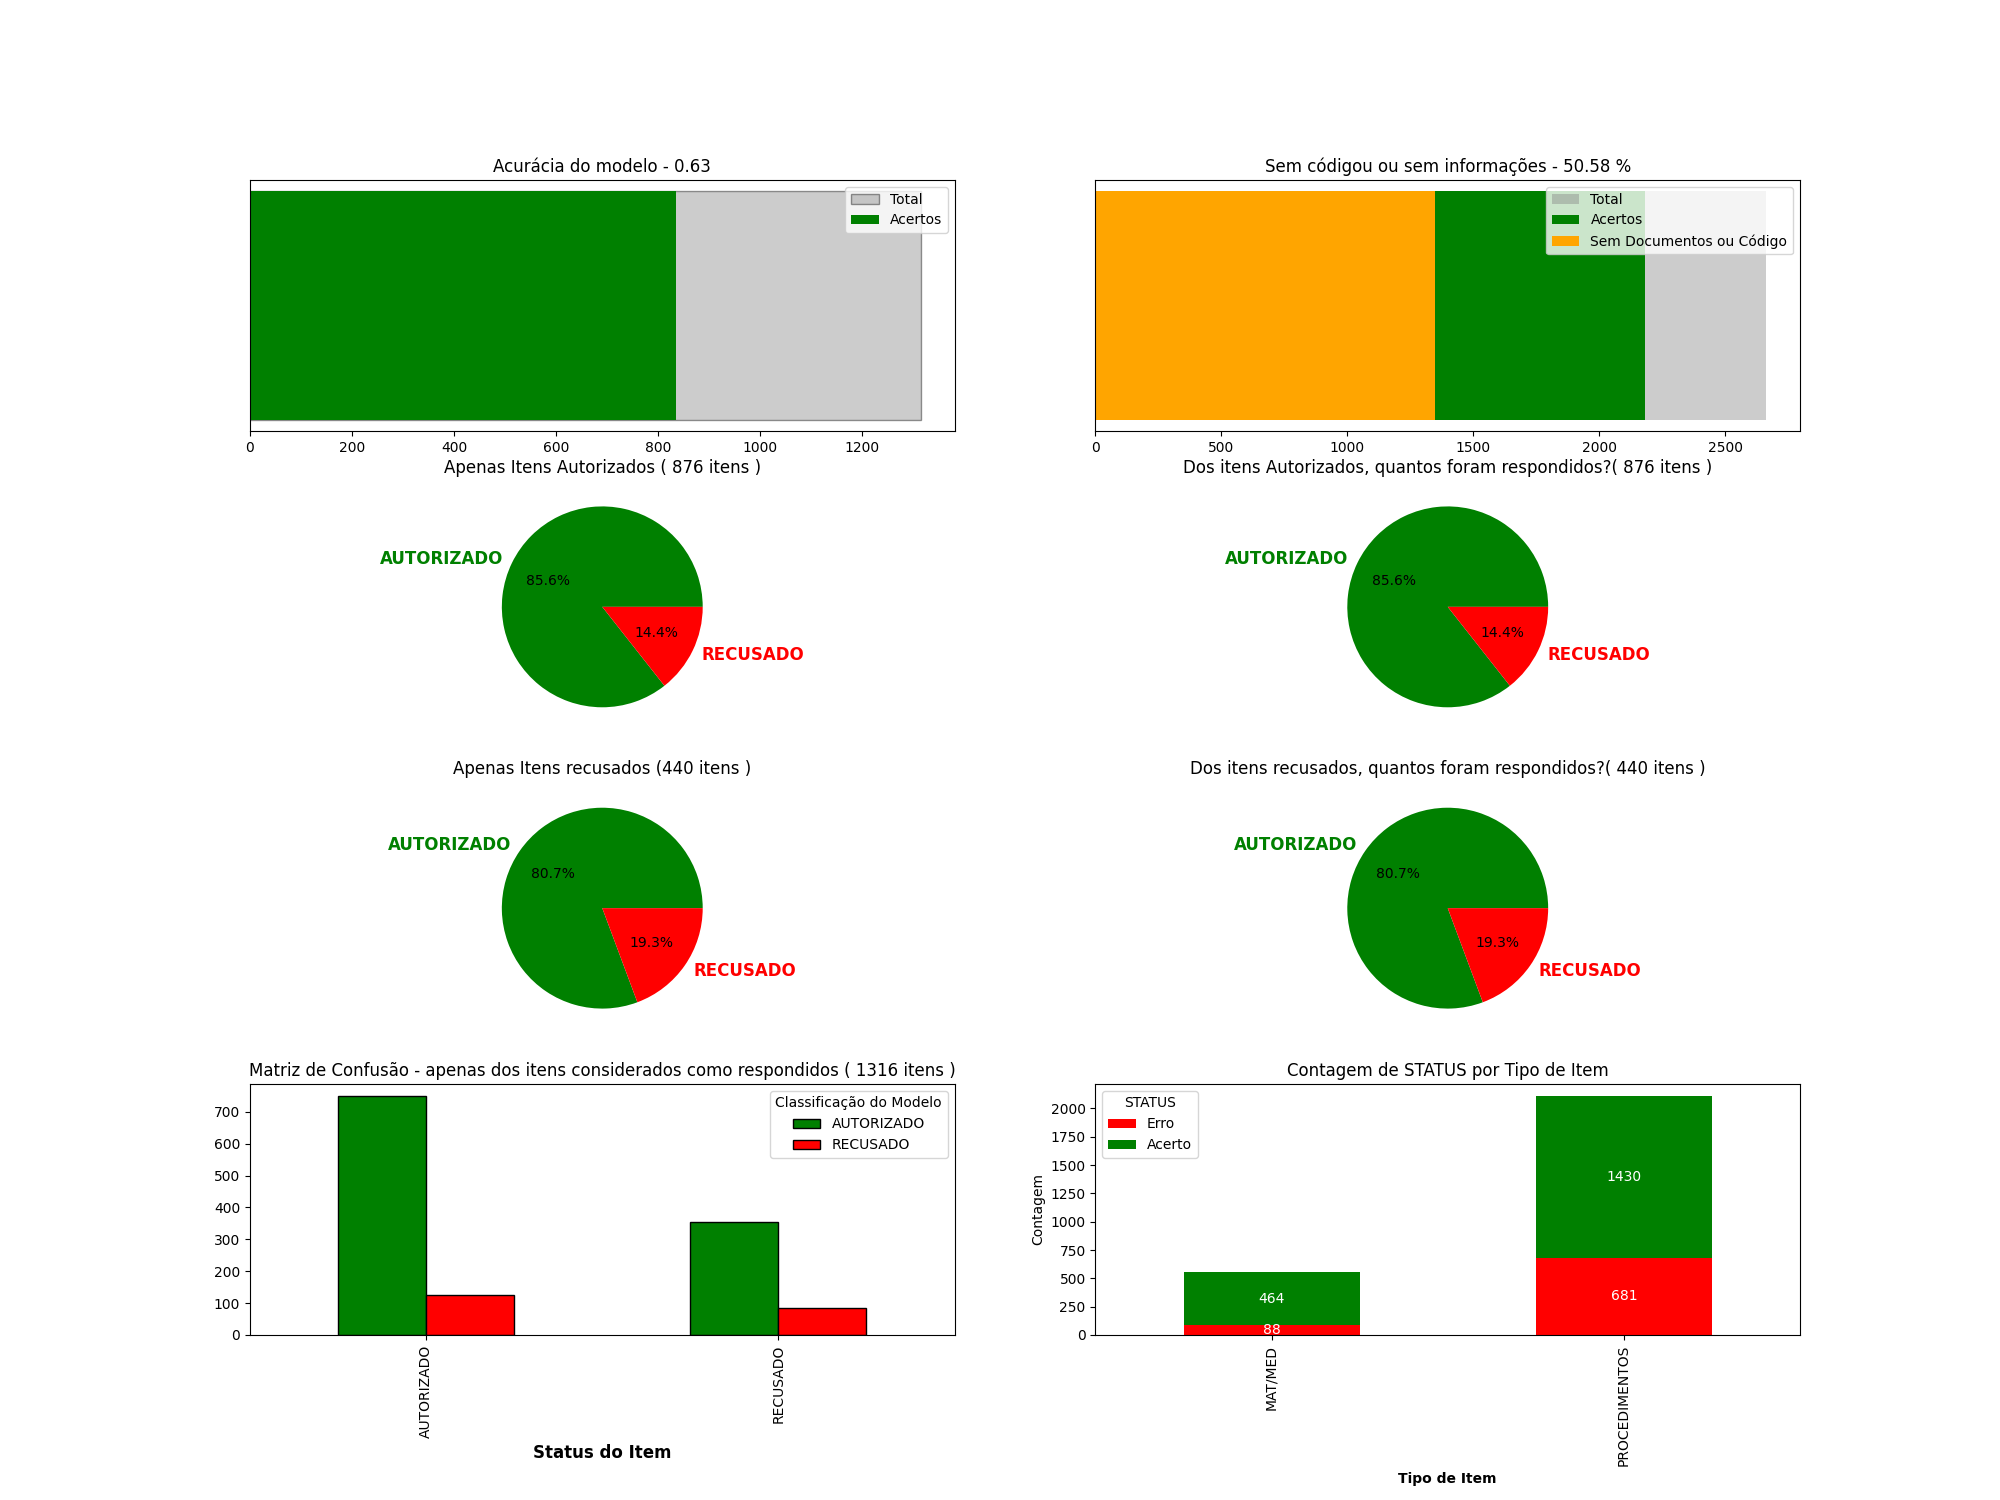 Acurácia do modelo - 0.63
Total
Acertos
0 200 400 600 800 1000 1200
Sem códigou ou sem informações - 50.58 %
Total
Acertos
Sem Documentos ou Código
0 500 1000 1500 2000 2500
Apenas Itens Autorizados ( 876 itens )
AUTORIZADO
85.6%
14.4%
RECUSADO
Dos itens Autorizados, quantos foram respondidos?( 876 itens )
AUTORIZADO
85.6%
14.4%
RECUSADO
Apenas Itens recusados (440 itens )
AUTORIZADO
80.7%
19.3%
RECUSADO
Dos itens recusados, quantos foram respondidos?( 440 itens )
AUTORIZADO
80.7%
19.3%
RECUSADO
Matriz de Confusão - apenas dos itens considerados como respondidos ( 1316 itens )
Classificação do Modelo
AUTORIZADO
RECUSADO
700
600
500
400
300
200
100
0
AUTORIZADO
RECUSADO
Status do Item
Contagem de STATUS por Tipo de Item
STATUS
Erro
Acerto
Contagem
2000
1750
1500
1250
1000
750
500
250
0
1430
681
464
88
MAT/MED
PROCEDIMENTOS
Tipo de Item